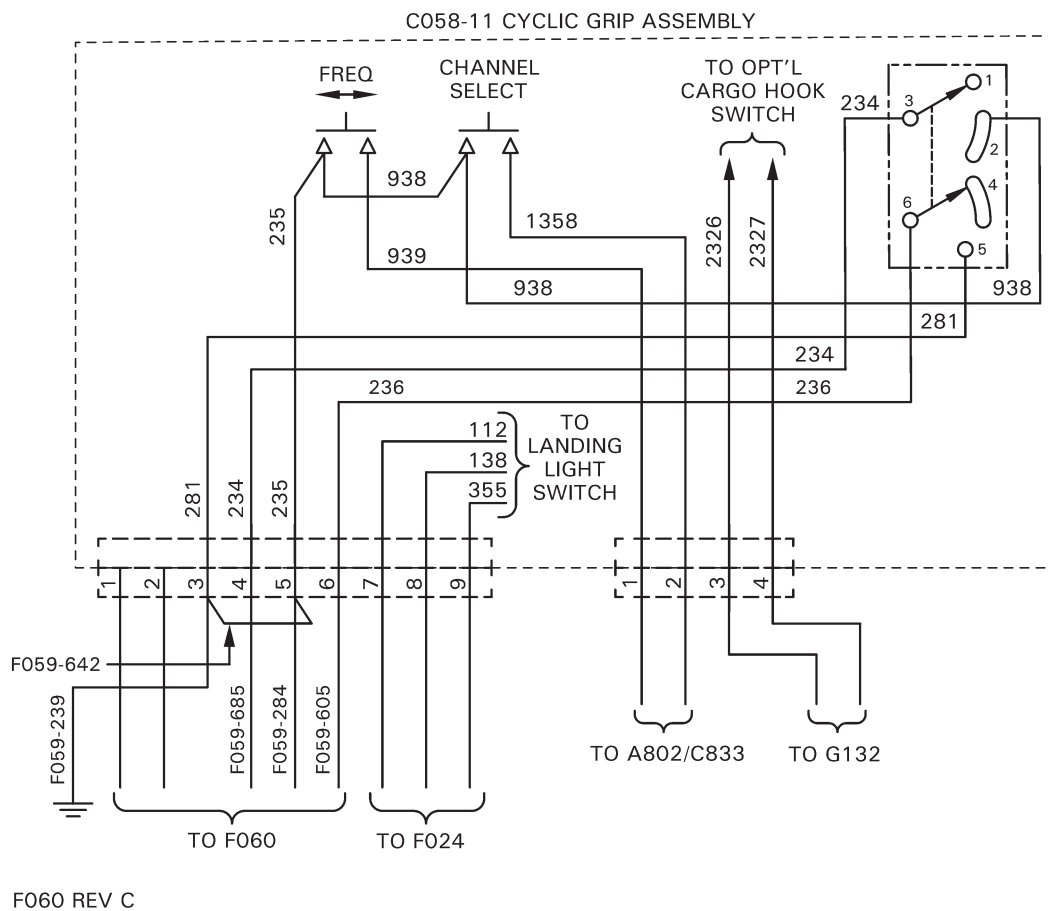 C058-11 CYCLIC GRIP ASSEMBLY
FREQ
CHANNEL
SELECT
TO OPT'L
CARGO HOOK
SWITCH
1
3
234
2
4
6
5
938
235
1358
2326
2327
939
938
938
281
234
236
236
112
138
355
TO
LANDING
LIGHT
SWITCH
281
234
235
1
2
3
4
5
6
7
8
9
1
2
3
4
F059-642
F059-239
F059-685
F059-284
F059-605
TO A802/C833
TO G132
TO F060
TO F024
F060 REV C